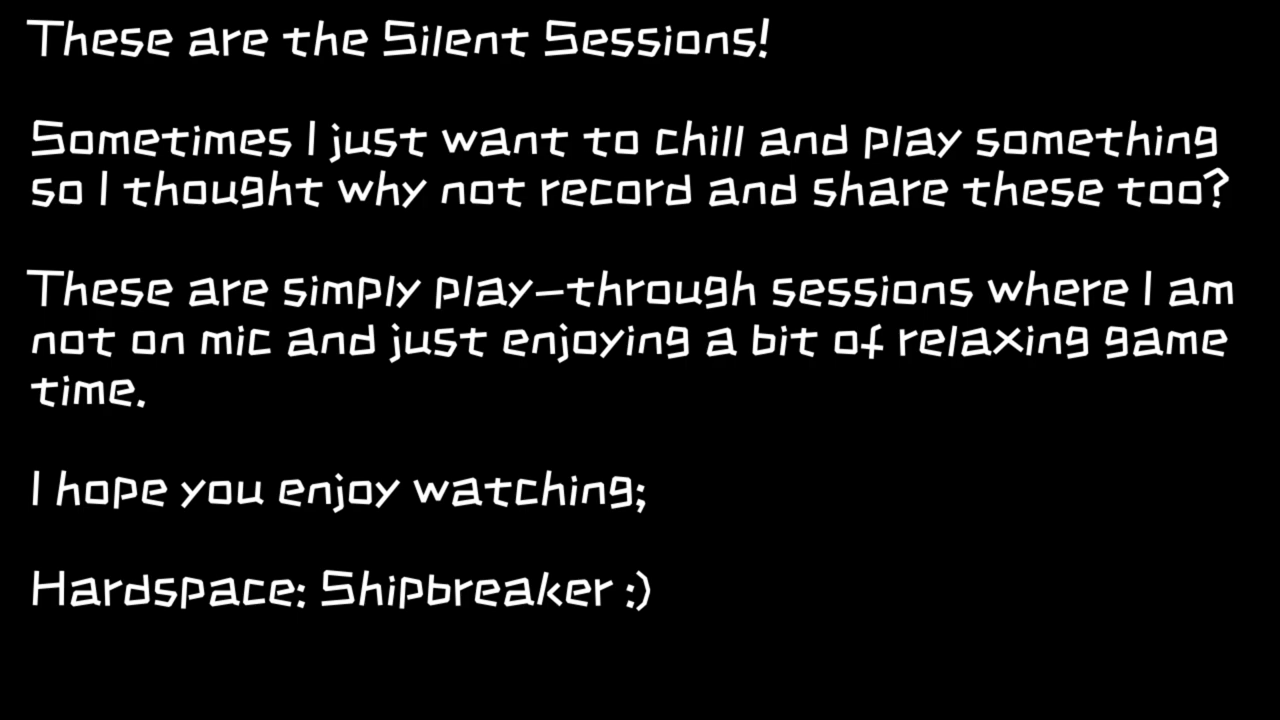 These are the Silent Sessions!
Sometimes I just want to chill and play something
so I thought why not record and share these too?
These are simply play-through sessions where I am
not on mic and just enjoying a bit of relaxing game
time.
I hope you enjoy watching;
Hardspace: Shipbreaker :)